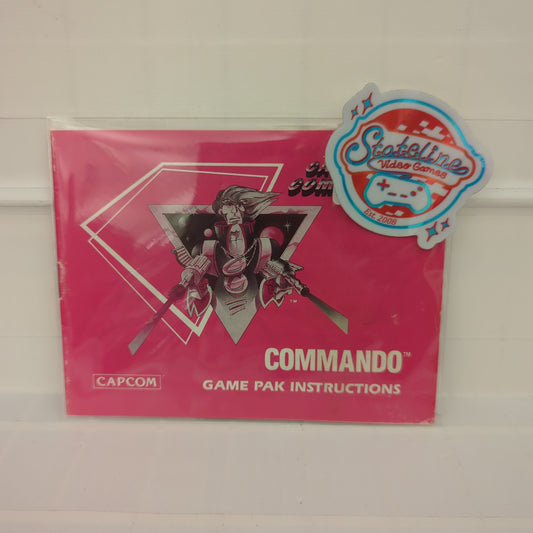 Stateline
Video Games
Est. 2008
COMMANDO™
CAPCOM
GAME PAK INSTRUCTIONS